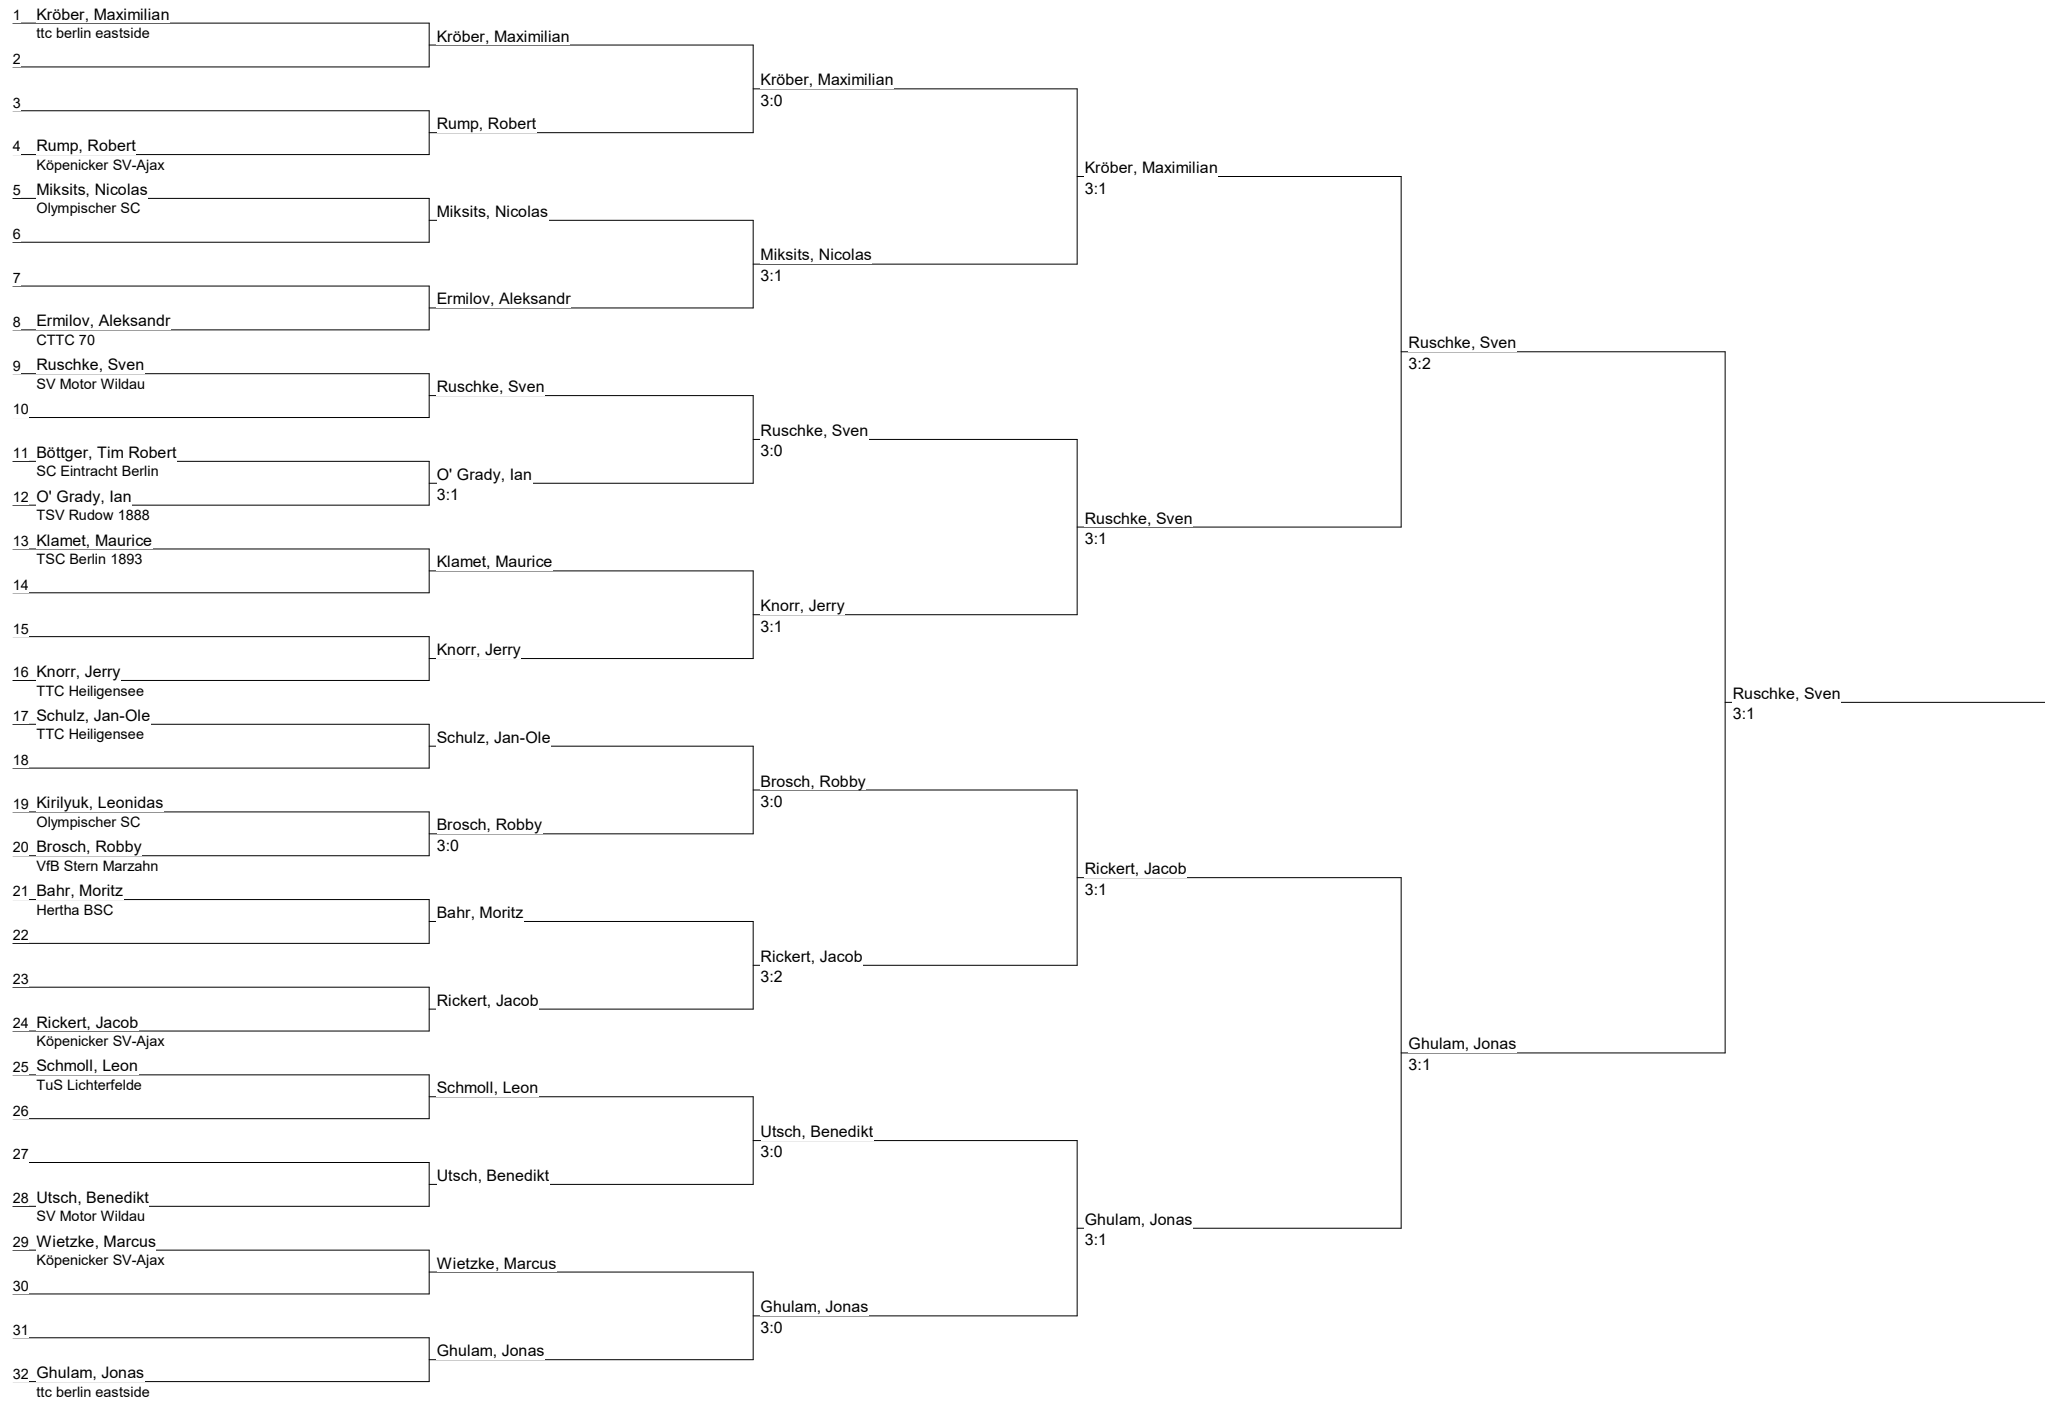 1 Kröber, Maximilian
ttc berlin eastside
2
3
4 Rump, Robert
Köpenicker SV-Ajax
5 Miksits, Nicolas
Olympischer SC
6
7
8 Ermilov, Aleksandr
CTTC 70
9 Ruschke, Sven
SV Motor Wildau
10
11 Böttger, Tim Robert
SC Eintracht Berlin
12 O' Grady, Ian
TSV Rudow 1888
13 Klamet, Maurice
TSC Berlin 1893
14
15
16 Knorr, Jerry
TTC Heiligensee
17 Schulz, Jan-Ole
TTC Heiligensee
18
19 Kirilyuk, Leonidas
Olympischer SC
20 Brosch, Robby
VfB Stern Marzahn
21 Bahr, Moritz
Hertha BSC
22
23
24 Rickert, Jacob
Köpenicker SV-Ajax
25 Schmoll, Leon
TuS Lichterfelde
26
27
28 Utsch, Benedikt
SV Motor Wildau
29 Wietzke, Marcus
Köpenicker SV-Ajax
30
31
32 Ghulam, Jonas
ttc berlin eastside
Kröber, Maximilian
Rump, Robert
Miksits, Nicolas
Ermilov, Aleksandr
Ruschke, Sven
O' Grady, Ian
3:1
Klamet, Maurice
Knorr, Jerry
Schulz, Jan-Ole
Brosch, Robby
3:0
Bahr, Moritz
Rickert, Jacob
Schmoll, Leon
Utsch, Benedikt
Wietzke, Marcus
Ghulam, Jonas
Kröber, Maximilian
3:0
Miksits, Nicolas
3:1
Ruschke, Sven
3:0
Knorr, Jerry
3:1
Brosch, Robby
3:0
Rickert, Jacob
3:2
Utsch, Benedikt
3:0
Ghulam, Jonas
3:0
Kröber, Maximilian
3:1
Ruschke, Sven
3:1
Rickert, Jacob
3:1
Ghulam, Jonas
3:1
Ruschke, Sven
3:2
Ghulam, Jonas
3:1
Ruschke, Sven
3:1